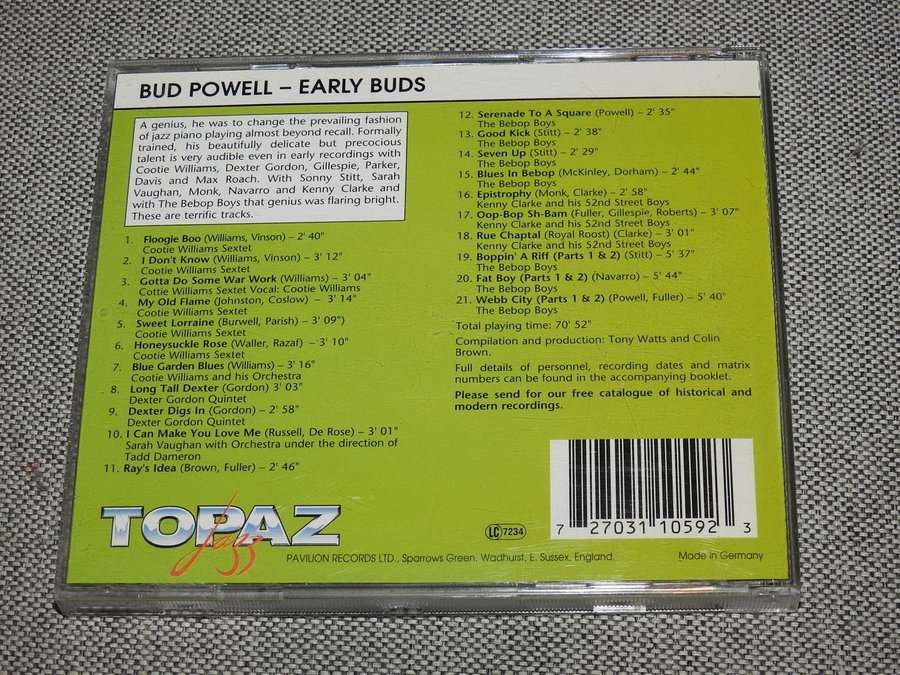 BUD POWELL – EARLY BUDS
A genius, he was to change the prevailing fashion
of jazz piano playing almost beyond recall. Formally
trained, his beautifully delicate but precocious
talent is very audible even in early recordings with
Cootie Williams, Dexter Gordon, Gillespie, Parker,
Davis and Max Roach. With Sonny Stitt, Sarah
Vaughan, Monk, Navarro and Kenny Clarke and
with The Bebop Boys that genius was flaring bright.
These are terrific tracks.
1. Floogie Boo (Williams, Vinson) – 2' 40"
Cootie Williams Sextet
2. I Don't Know (Williams, Vinson) – 3' 12"
Cootie Williams Sextet
3. Gotta Do Some War Work (Williams) – 3' 04"
Cottie Williams Sextet Vocal: Cootie Williams
4. My Old Flame (Johnston, Coslow) – 3' 14"
Cootie Williams Sextet
5. Sweet Lorraine (Burwell, Parish) – 3' 09")
Cootie Williams Sextet
6. Honeysuckle Rose (Waller, Razaf) – 3' 10"
Cootie Williams Sextet
7. Blue Garden Blues (Williams) – 3' 16"
Cootie Williams and his Orchestra
8. Long Tall Dexter (Gordon) 3' 03"
Dexter Gordon Quintet
9. Dexter Digs In (Gordon) – 2' 58"
Dexter Gordon Quintet
10. I Can Make You Love Me (Russell, De Rose) – 3' 01"
Sarah Vaughan with Orchestra under the direction of
Tadd Dameron
11. Ray's Idea (Brown, Fuller) – 2' 46"
12. Serenade To A Square (Powell) – 2' 35"
The Bebop Boys
13. Good Kick (Stitt) – 2' 38"
The Bebop Boys
14. Seven Up (Stitt) – 2' 29"
The Bebop Boys
15. Blues In Bebop (McKinley, Dorham) – 2' 44"
The Bebop Boys
16. Epistrophy (Monk, Clarke) – 2' 58"
Kenny Clarke and his 52nd Street Boys
17. Oop-Bop Sh-Bam (Fuller, Gillespie, Roberts) – 3' 07"
Kenny Clarke and his 52nd Street Boys
18. Rue Chaptal (Royal Roost) (Clarke) – 3' 01"
Kenny Clarke and his 52nd Street Boys
19. Boppin' A Riff (Parts 1 & 2) (Stitt) – 5' 37"
The Bebop Boys
20. Fat Boy (Parts 1 & 2) (Navarro) – 5' 44"
The Bebop Boys
21. Webb City (Parts 1 & 2) (Powell, Fuller) – 5' 40"
The Bebop Boys
Total playing time: 70' 52"
Compilation and production: Tony Watts and Colin
Brown.
Full details of personnel, recording dates and matrix
numbers can be found in the accompanying booklet.
Please send for our free catalogue of historical and
modern recordings.
TOPAZ
jazz
LC 7234
7 27031 10592 3
PAVILION RECORDS LTD., Sparrows Green, Wadhurst, E. Sussex, England.
Made in Germany